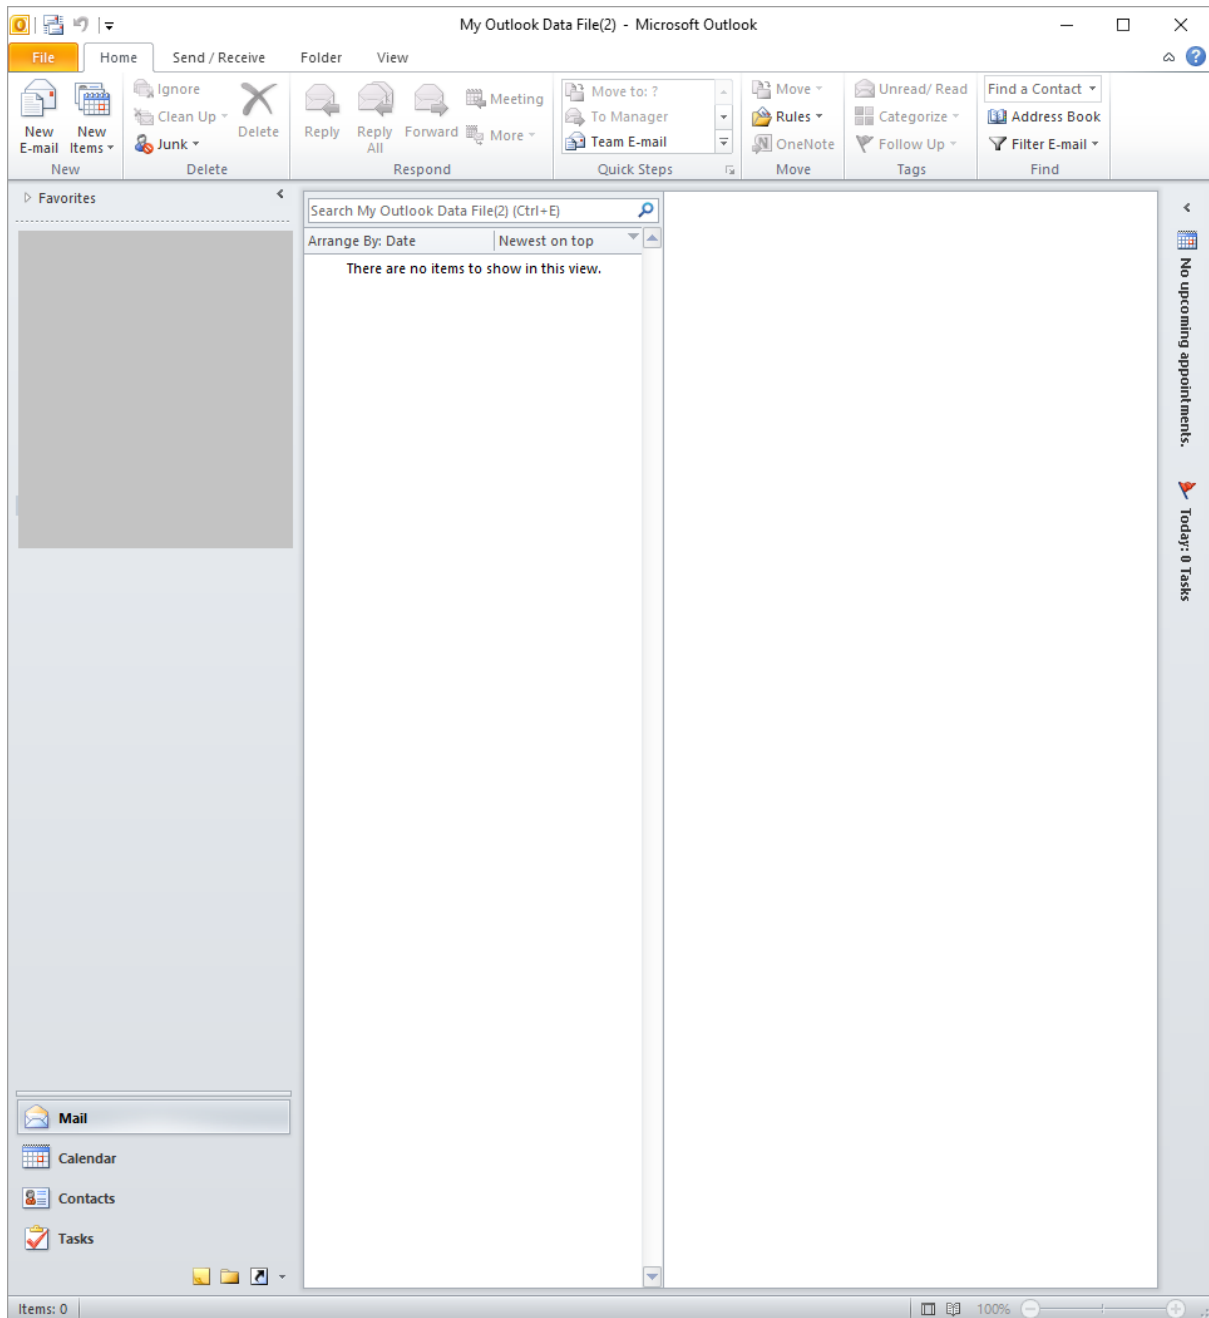 My Outlook Data File(2) - Microsoft Outlook
File Home Send / Receive Folder View
New E-mail
New Items
New
Ignore
Clean Up
Junk
Delete
Delete
Reply
Reply All
Forward
Meeting
More
Respond
Move to: ?
To Manager
Team E-mail
Quick Steps
Move
Rules
OneNote
Move
Unread/ Read
Categorize
Follow Up
Tags
Find a Contact
Address Book
Filter E-mail
Find
Favorites
Search My Outlook Data File(2) (Ctrl+E)
Arrange By: Date Newest on top
There are no items to show in this view.
No upcoming appointments.
Today: 0 Tasks
Mail
Calendar
Contacts
Tasks
Items: 0
100%